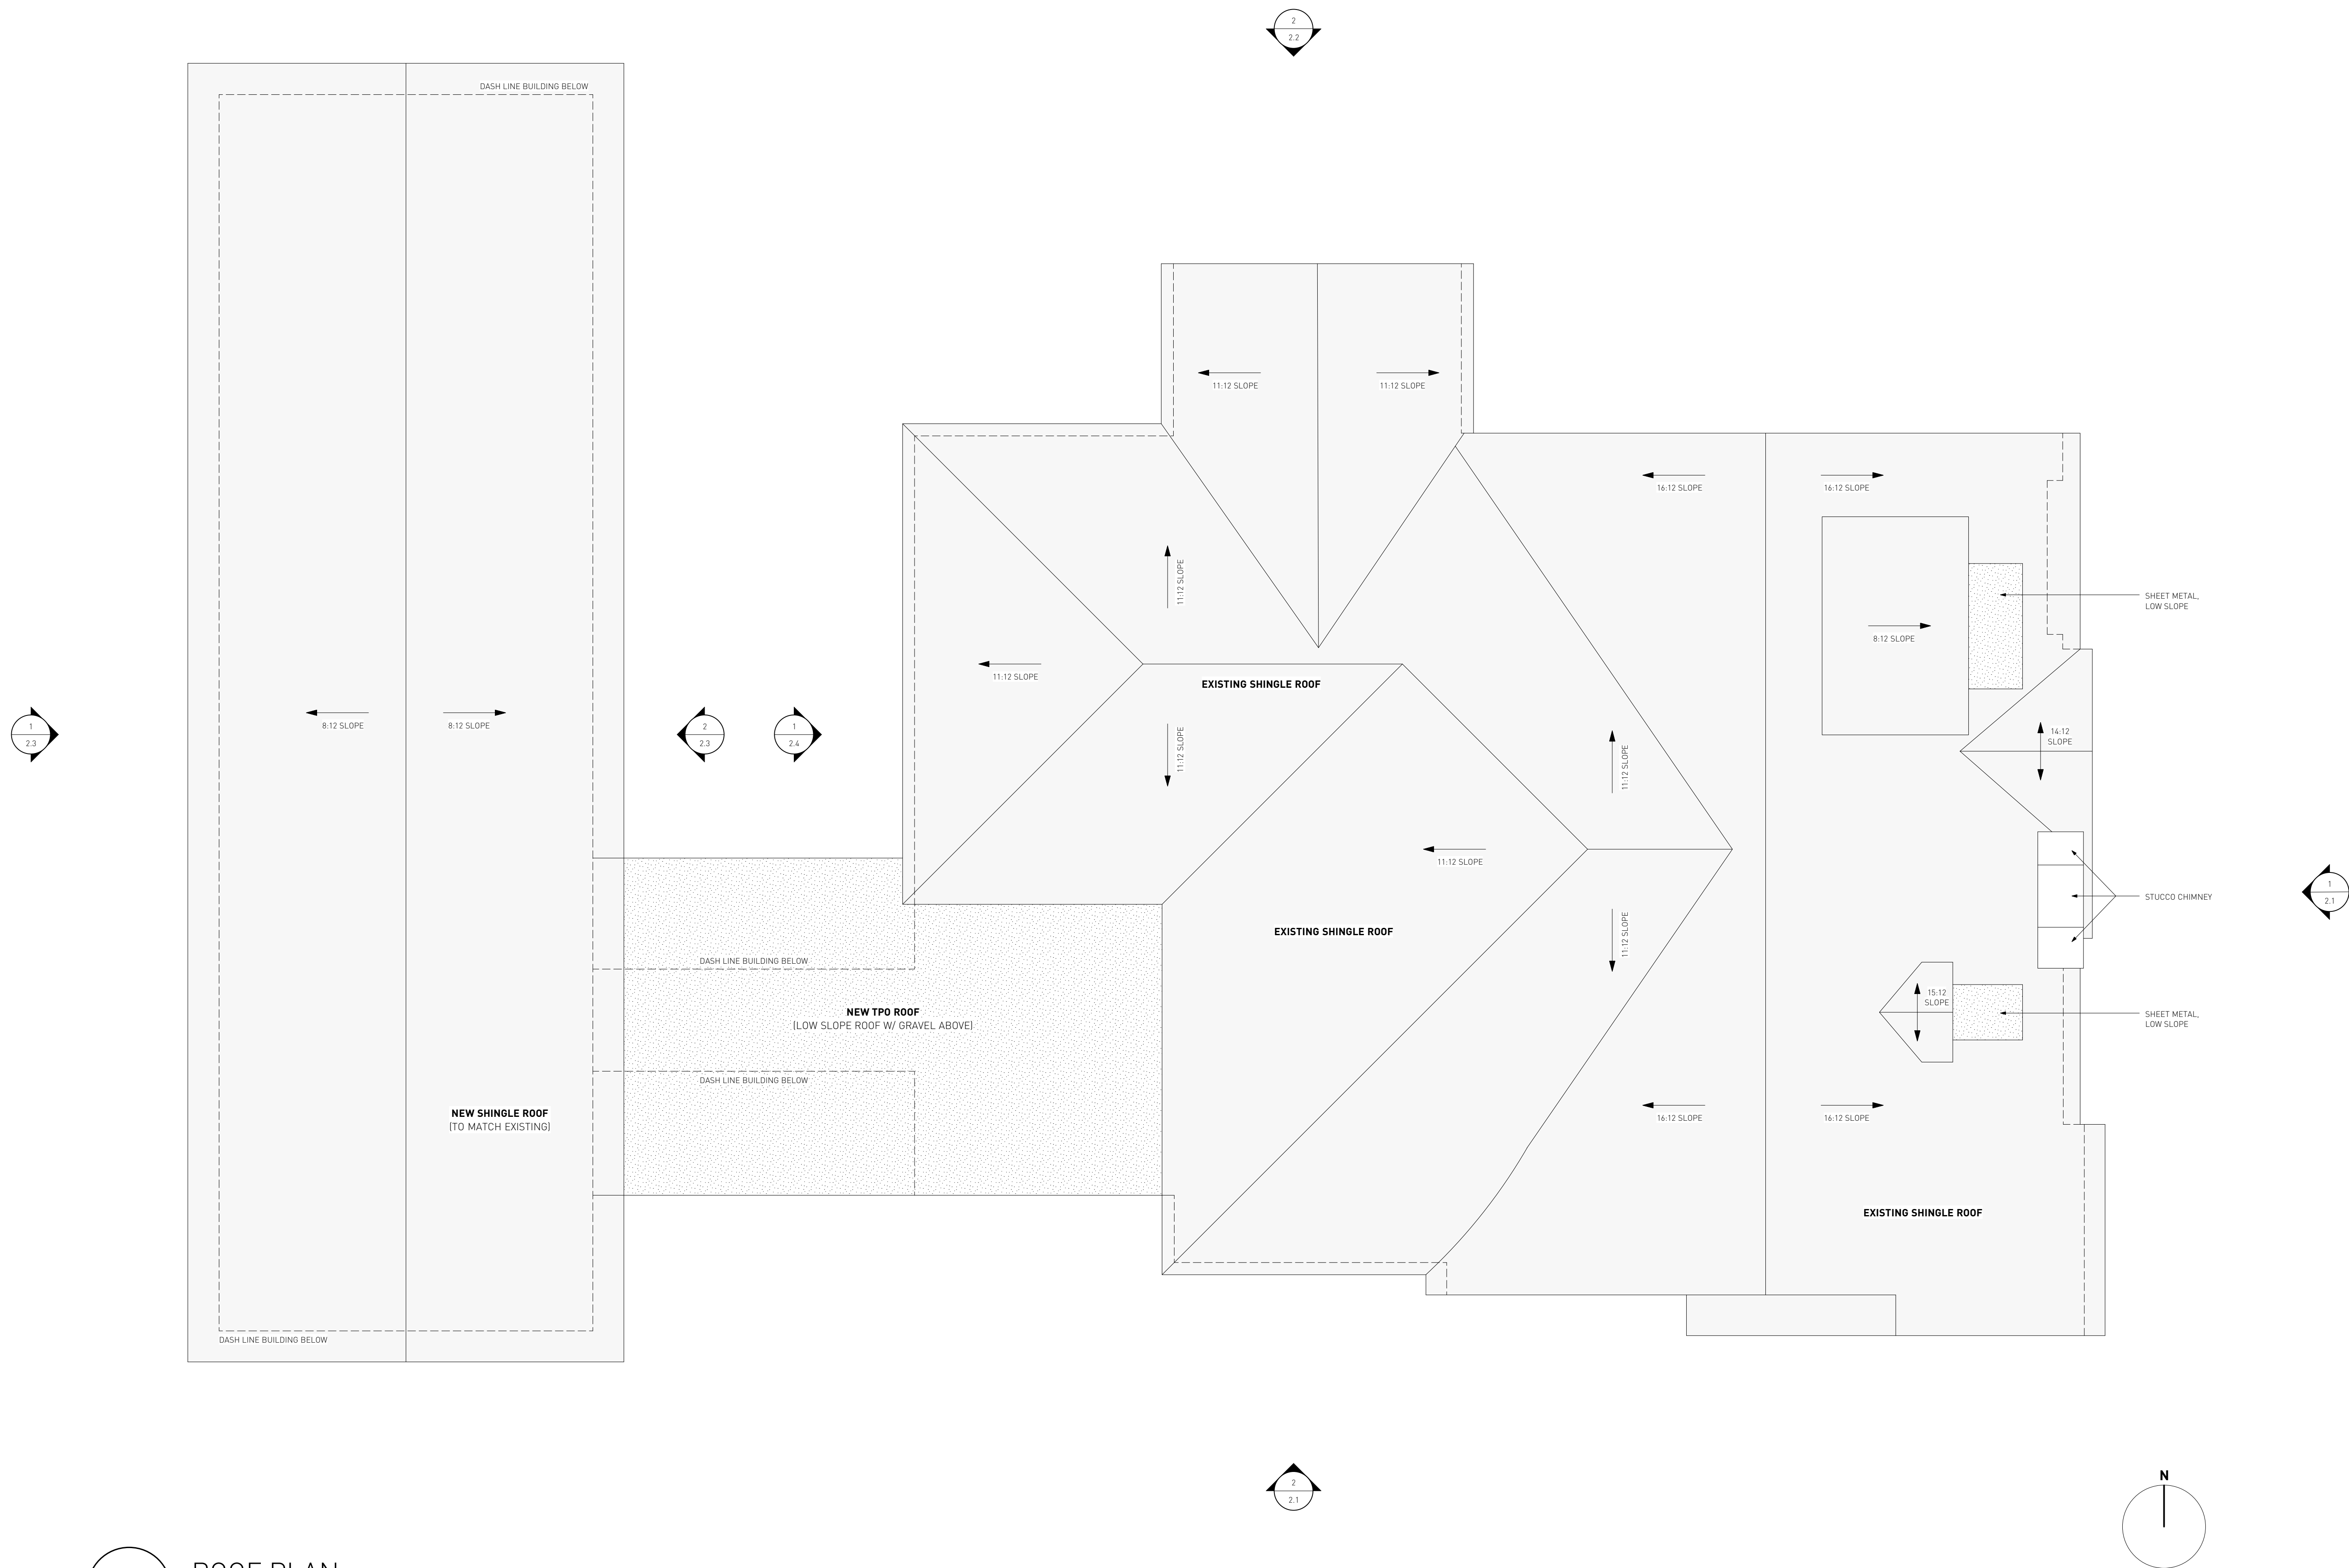 2
2.2
DASH LINE BUILDING BELOW
11:12 SLOPE
11:12 SLOPE
16:12 SLOPE
16:12 SLOPE
11:12 SLOPE
SHEET METAL,
LOW SLOPE
8:12 SLOPE
11:12 SLOPE
EXISTING SHINGLE ROOF
8:12 SLOPE
8:12 SLOPE
1
2.3
2
2.3
1
2.4
11:12 SLOPE
11:12 SLOPE
14:12
SLOPE
11:12 SLOPE
1
2.1
STUCCO CHIMNEY
EXISTING SHINGLE ROOF
11:12 SLOPE
DASH LINE BUILDING BELOW
15:12
SLOPE
NEW TPO ROOF
(LOW SLOPE ROOF W/ GRAVEL ABOVE)
SHEET METAL,
LOW SLOPE
DASH LINE BUILDING BELOW
NEW SHINGLE ROOF
(TO MATCH EXISTING)
16:12 SLOPE
16:12 SLOPE
EXISTING SHINGLE ROOF
DASH LINE BUILDING BELOW
2
2.1
N
ROOF PLAN